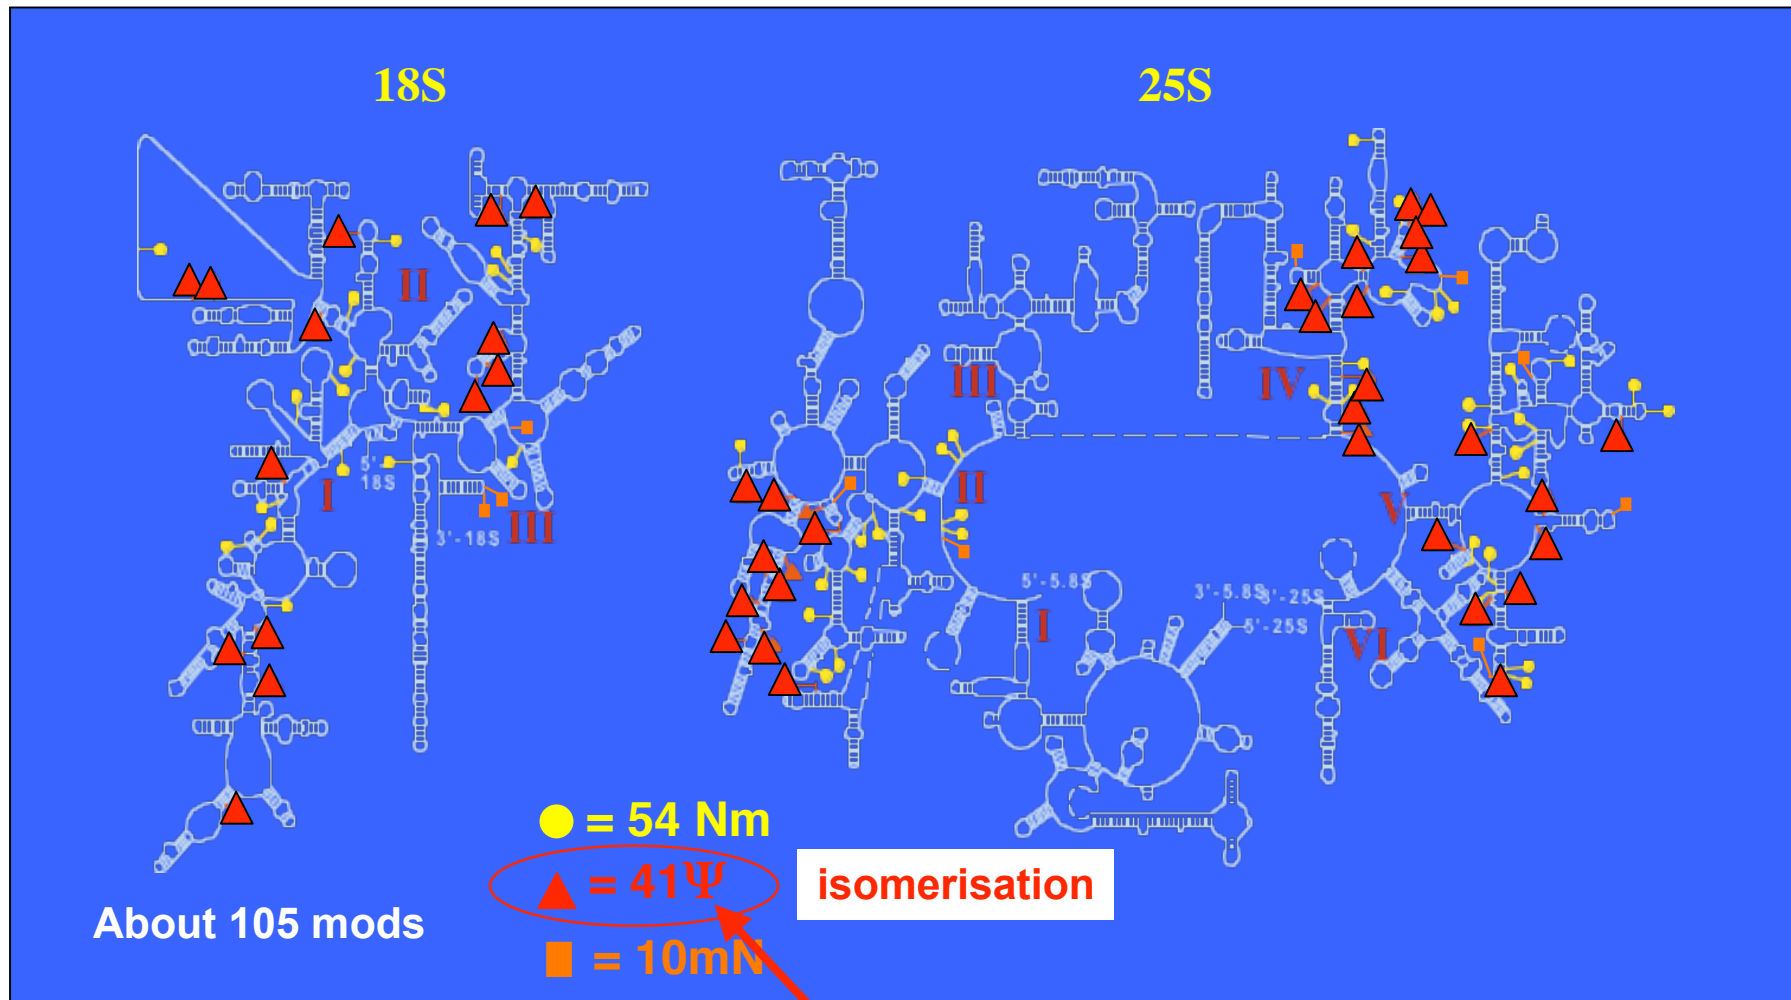 18S
25S
II
III
IV
I
5'-
18S
II
V
III
3'-18S
5'-5.8S
3'-5.8S
3'-25S
I
5'-25S
VI
= 54 Nm
= 41Ψ
isomerisation
About 105 mods
= 10mN